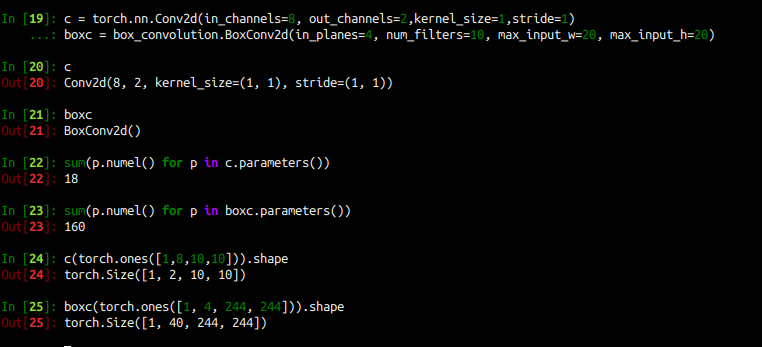 In [19]: c = torch.nn.Conv2d(in_channels=8, out_channels=2,kernel_size=1,stride=1)
...: boxc = box_convolution.BoxConv2d(in_planes=4, num_filters=10, max_input_w=20, max_input_h=20)
In [20]: c
Out[20]: Conv2d(8, 2, kernel_size=(1, 1), stride=(1, 1))
In [21]: boxc
Out[21]: BoxConv2d()
In [22]: sum(p.numel() for p in c.parameters())
Out[22]: 18
In [23]: sum(p.numel() for p in boxc.parameters())
Out[23]: 160
In [24]: c(torch.ones([1,8,10,10])).shape
Out[24]: torch.Size([1, 2, 10, 10])
In [25]: boxc(torch.ones([1, 4, 244, 244])).shape
Out[25]: torch.Size([1, 40, 244, 244])